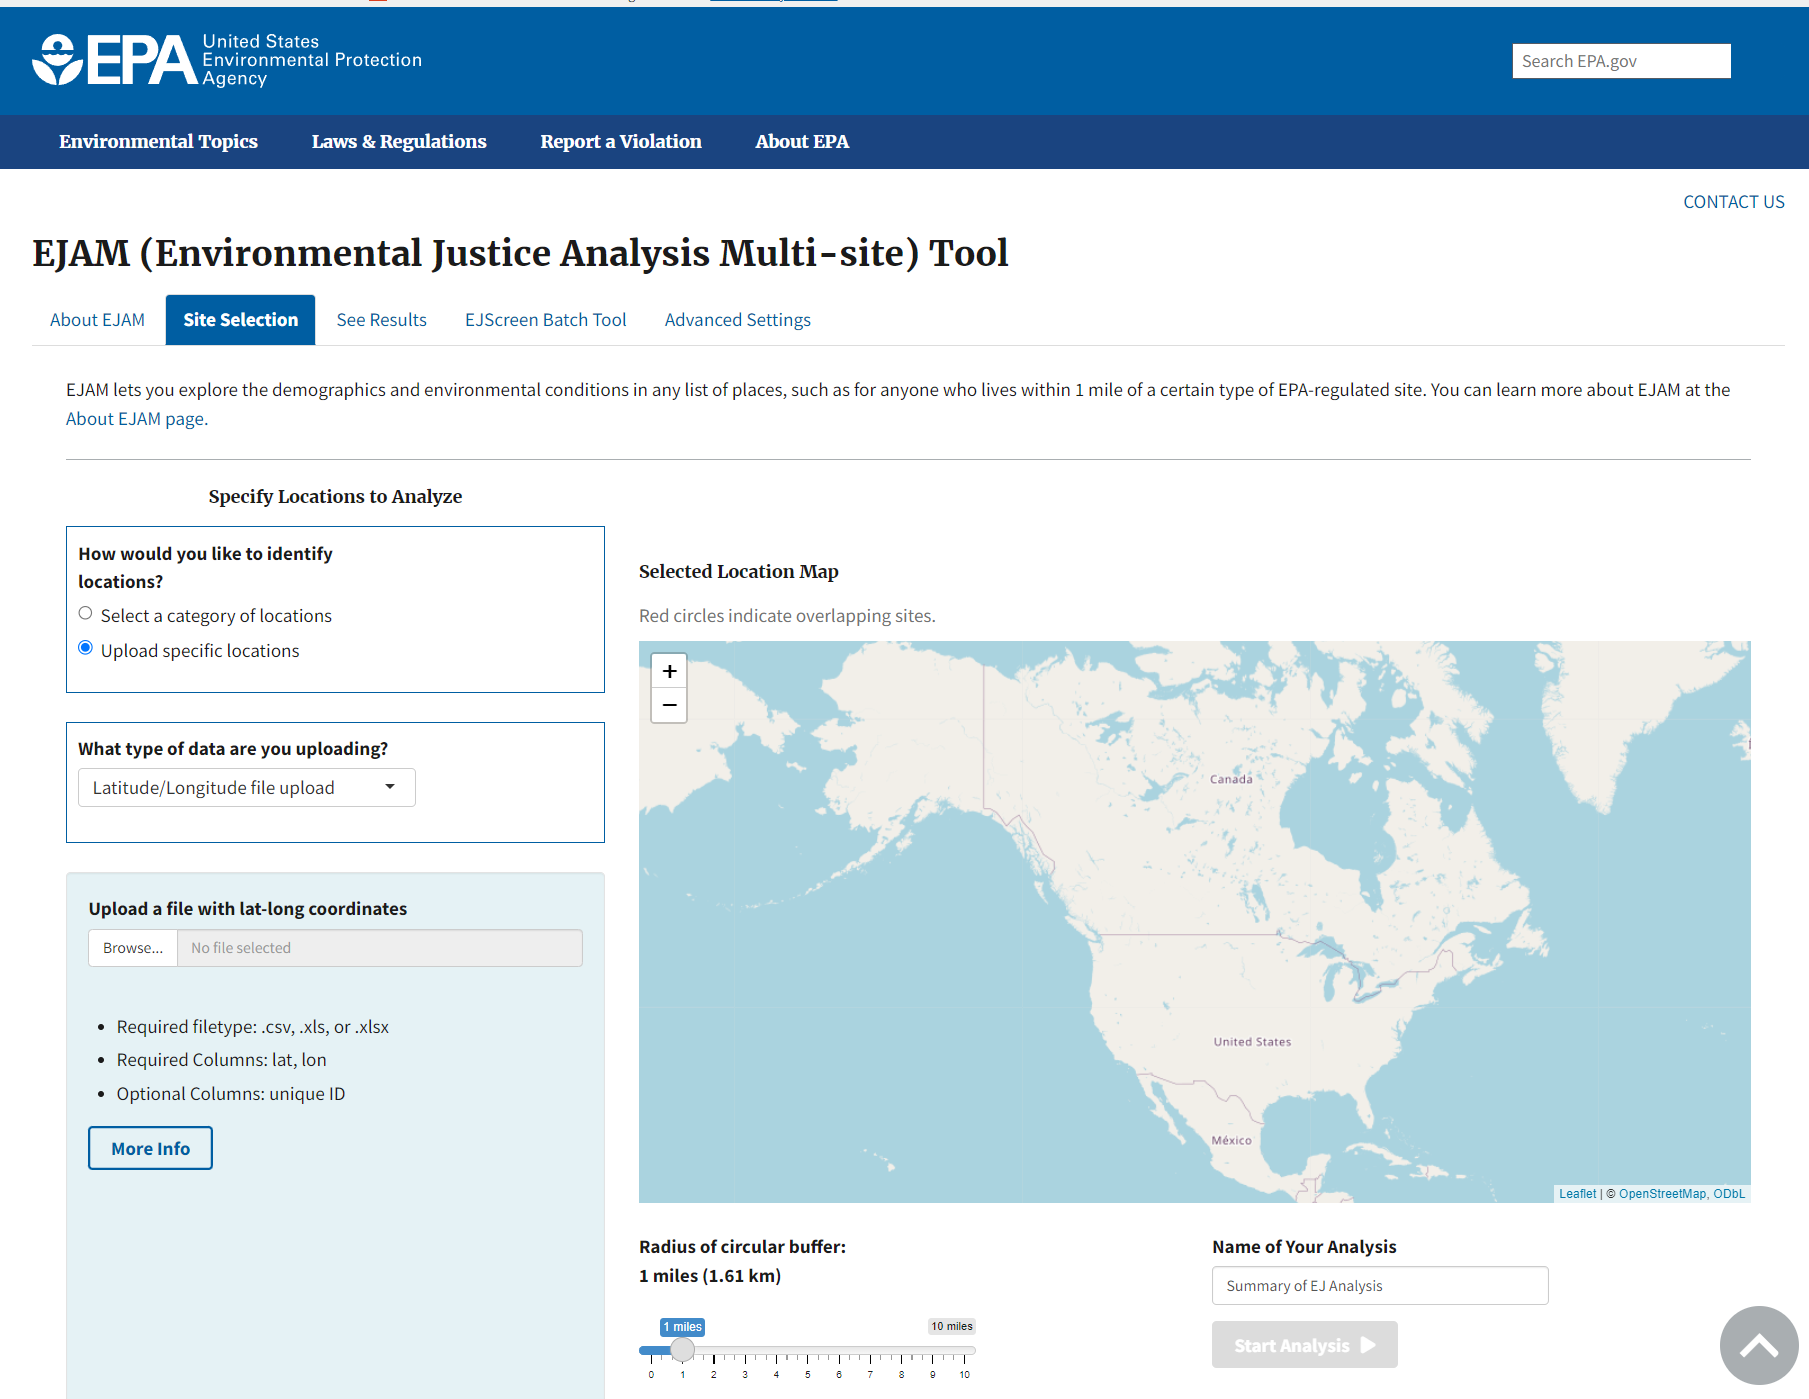 EPA
United States
Environmental Protection
Agency
Search EPA.gov
Environmental Topics
Laws & Regulations
Report a Violation
About EPA
CONTACT US
EJAM (Environmental Justice Analysis Multi-site) Tool
About EJAM
Site Selection
See Results
EJScreen Batch Tool
Advanced Settings
EJAM lets you explore the demographics and environmental conditions in any list of places, such as for anyone who lives within 1 mile of a certain type of EPA-regulated site. You can learn more about EJAM at the
About EJAM page.
Specify Locations to Analyze
How would you like to identify
locations?
Select a category of locations
Upload specific locations
What type of data are you uploading?
Latitude/Longitude file upload
Upload a file with lat-long coordinates
Browse... No file selected
• Required filetype: .csv, .xls, or .xlsx
• Required Columns: lat, lon
• Optional Columns: unique ID
More Info
Selected Location Map
Red circles indicate overlapping sites.
+
−
Canada
United States
México
Leaflet | © OpenStreetMap, ODbL
Radius of circular buffer:
1 miles (1.61 km)
1 miles
10 miles
0 1 2 3 4 5 6 7 8 9 10
Name of Your Analysis
Summary of EJ Analysis
Start Analysis